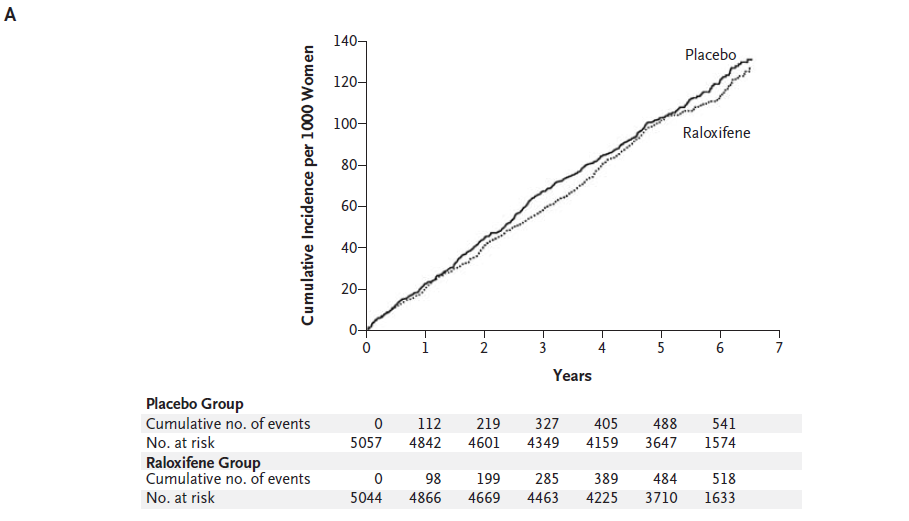 A
Cumulative Incidence per 1000 Women
140
120
100
80
60
40
20
0
Placebo
Raloxifene
0 1 2 3 4 5 6 7
Years
Placebo Group
Cumulative no. of events 0 112 219 327 405 488 541
No. at risk 5057 4842 4601 4349 4159 3647 1574
Raloxifene Group
Cumulative no. of events 0 98 199 285 389 484 518
No. at risk 5044 4866 4669 4463 4225 3710 1633